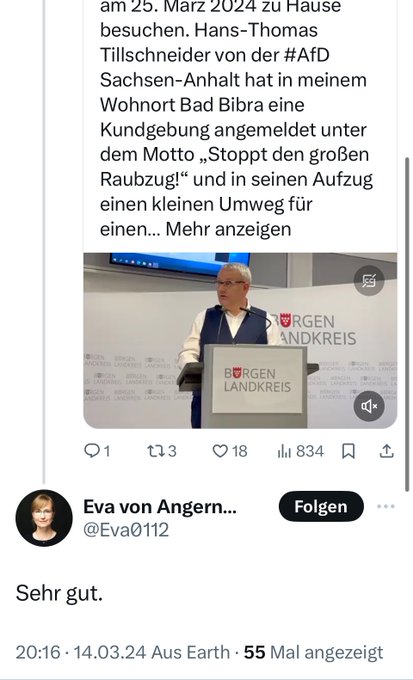 am 25. März 2024 zu Hause
besuchen. Hans-Thomas
Tillschneider von der #AfD
Sachsen-Anhalt hat in meinem
Wohnort Bad Bibra eine
Kundgebung angemeldet unter
dem Motto „Stoppt den großen
Raubzug!“ und in seinen Aufzug
einen kleinen Umweg für
einen... Mehr anzeigen
BURGEN
LANDKREIS
BURGEN
LANDKREIS
1 3 18 834
Eva von Angern...
Folgen
@Eva0112
Sehr gut.
20:16 · 14.03.24 Aus Earth · 55 Mal angezeigt